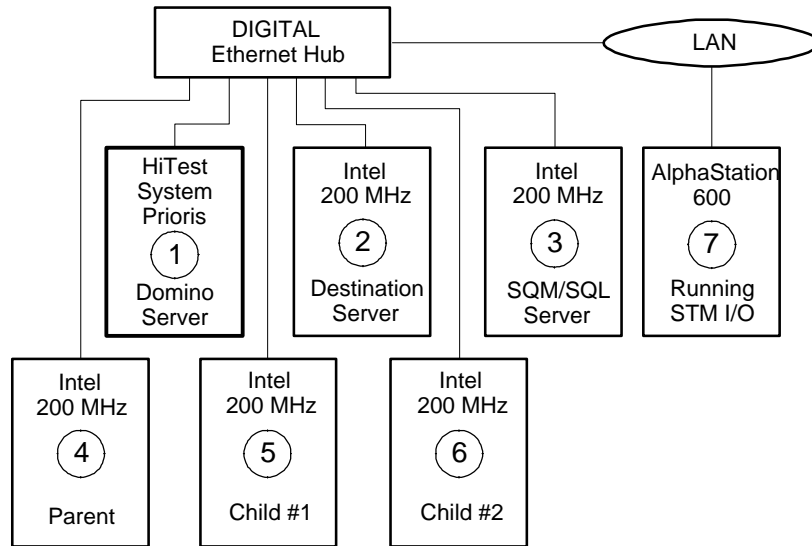 DIGITAL
Ethernet Hub
LAN
HiTest
System
Prioris
1
Domino
Server
Intel
200 MHz
2
Destination
Server
Intel
200 MHz
3
SQM/SQL
Server
AlphaStation
600
7
Running
STM I/O
Intel
200 MHz
4
Parent
Intel
200 MHz
5
Child #1
Intel
200 MHz
6
Child #2